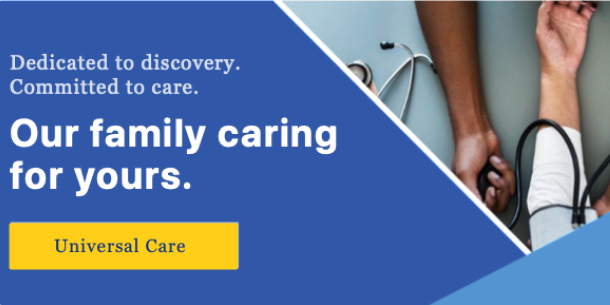 Dedicated to discovery.
Committed to care.
Our family caring
for yours.
Universal Care